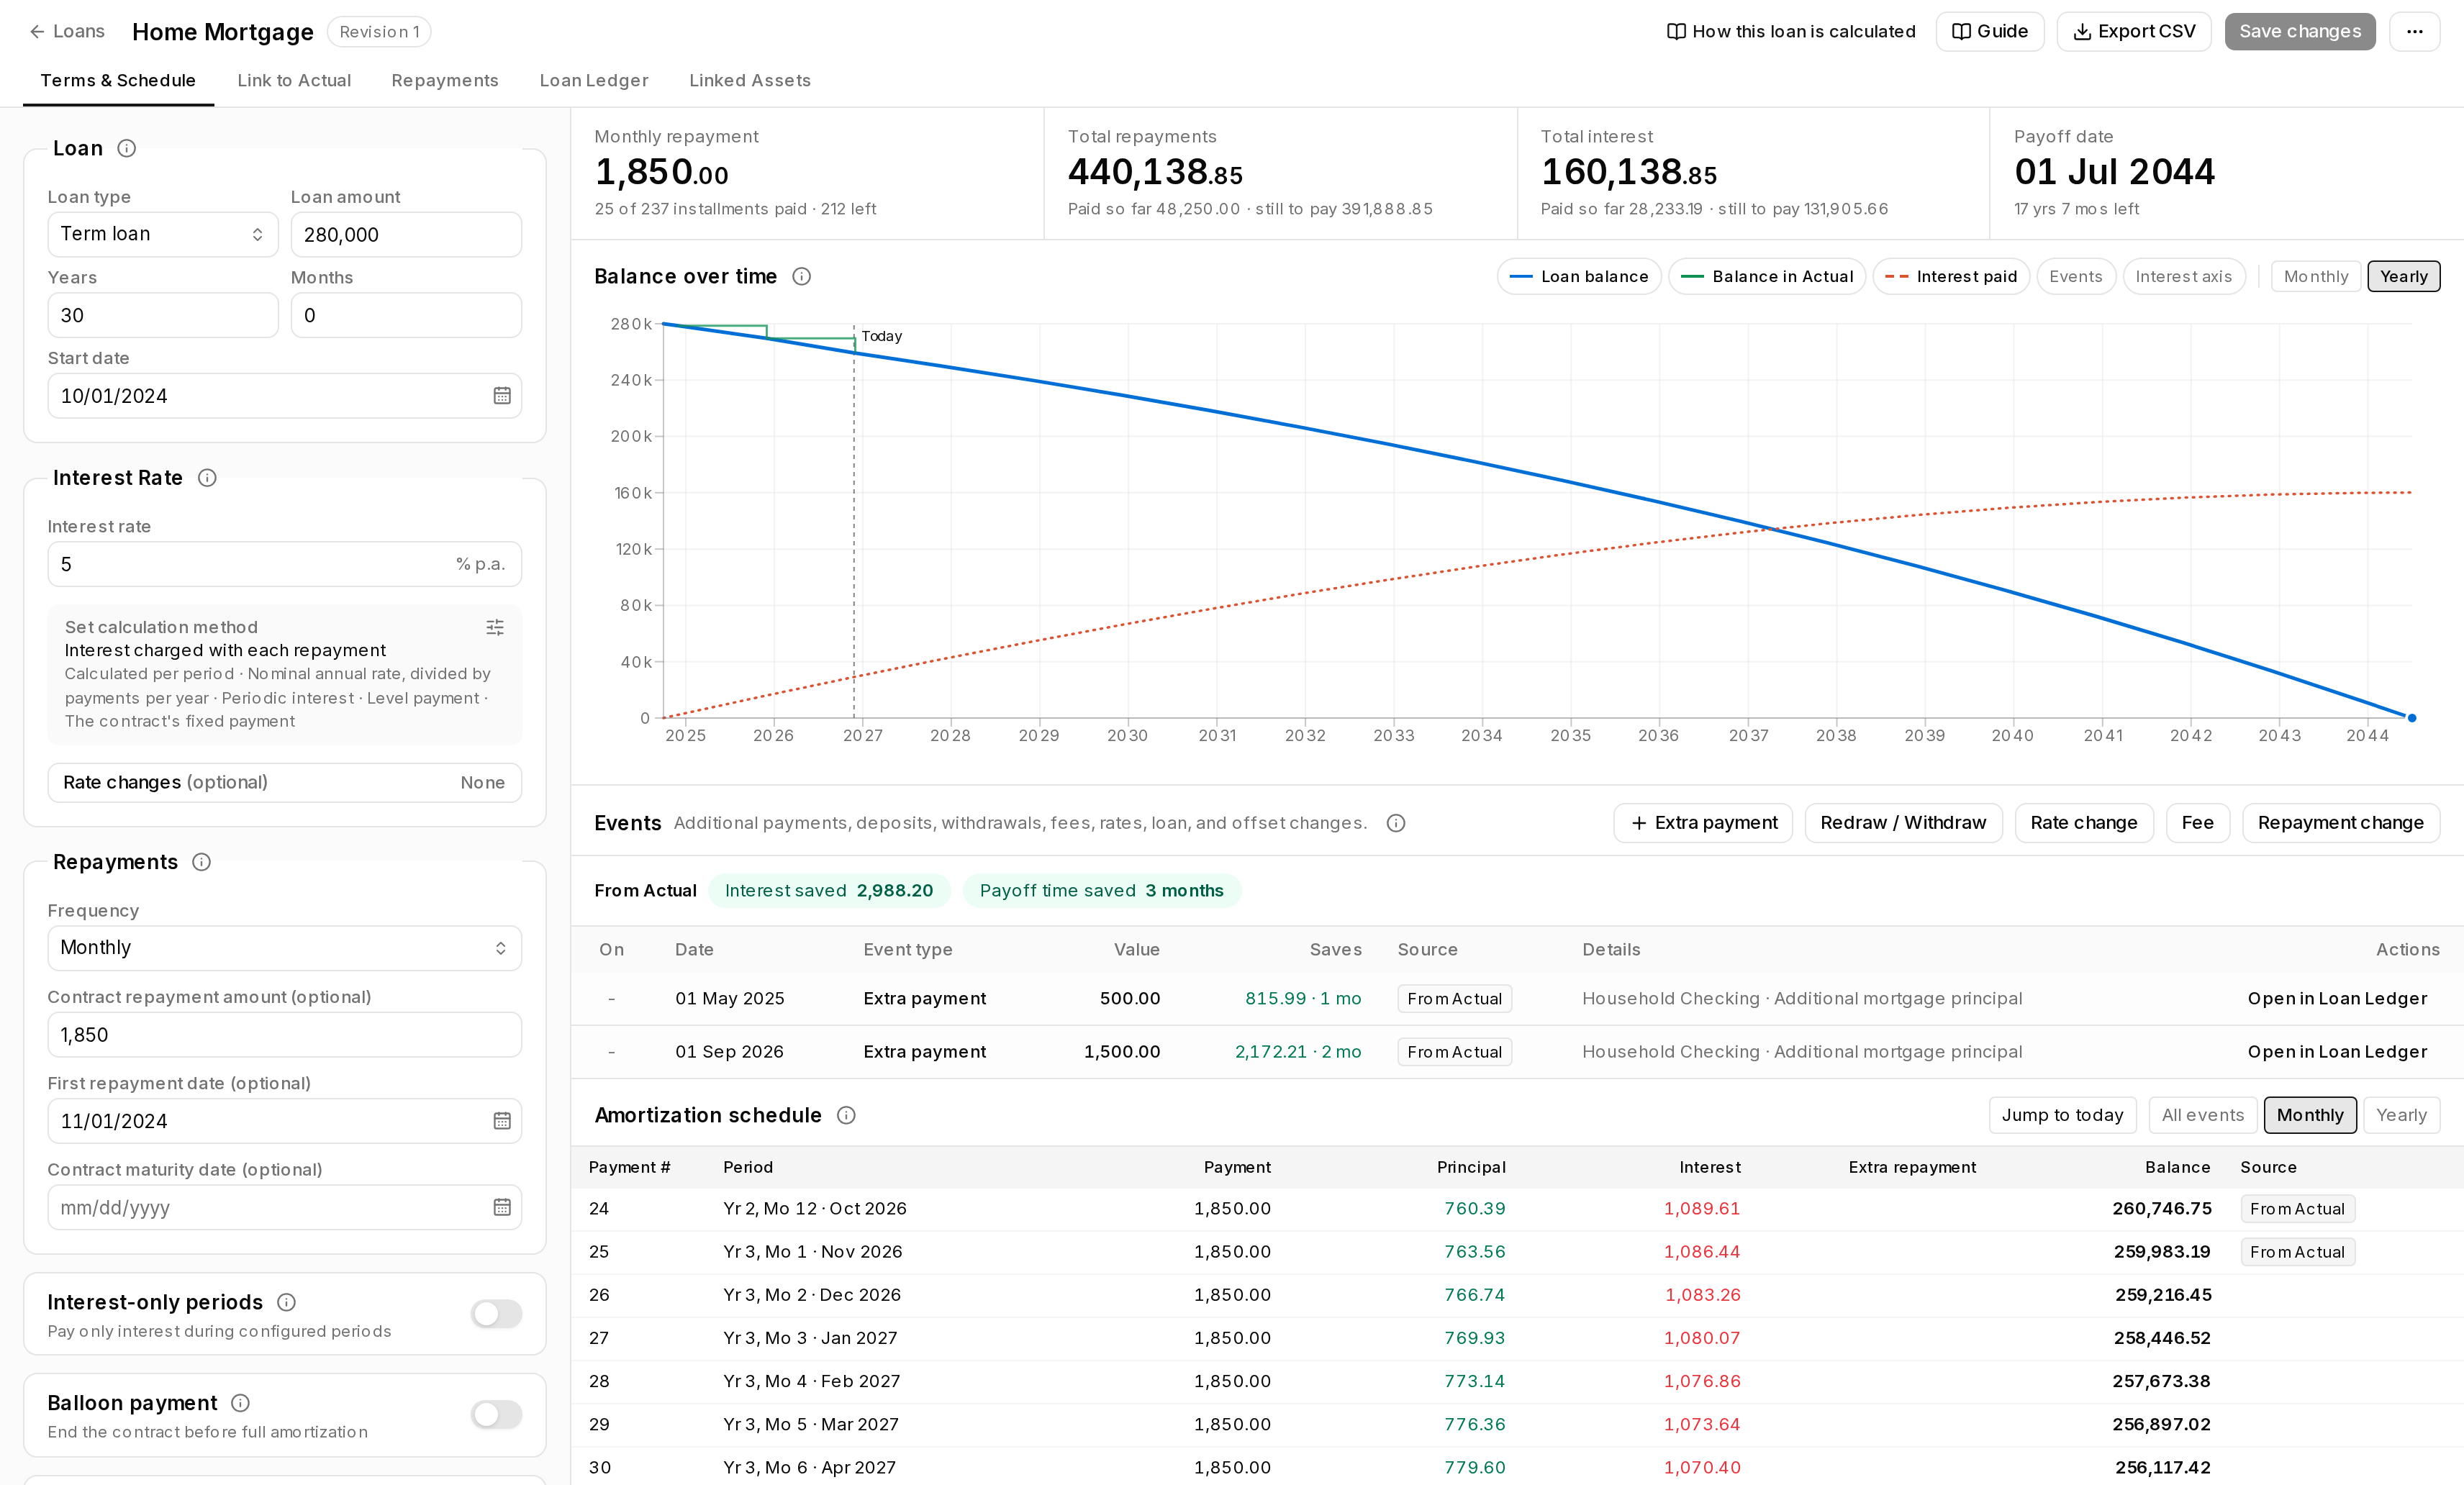 Loans Home Mortgage Revision 1 How this loan is calculated Guide Export CSV Save changes
Terms & Schedule Link to Actual Repayments Loan Ledger Linked Assets
Loan
Loan type Loan amount
Term loan 280,000
Years Months
30 0
Start date
10/01/2024
Interest Rate
Interest rate
5 % p.a.
Set calculation method
Interest charged with each repayment
Calculated per period · Nominal annual rate, divided by
payments per year · Periodic interest · Level payment ·
The contract's fixed payment
Rate changes (optional) None
Repayments
Frequency
Monthly
Contract repayment amount (optional)
1,850
First repayment date (optional)
11/01/2024
Contract maturity date (optional)
mm/dd/yyyy
Interest-only periods
Pay only interest during configured periods
Balloon payment
End the contract before full amortization
Monthly repayment
1,850.00
25 of 237 installments paid · 212 left
Total repayments
440,138.85
Paid so far 48,250.00 · still to pay 391,888.85
Total interest
160,138.85
Paid so far 28,233.19 · still to pay 131,905.66
Payoff date
01 Jul 2044
17 yrs 7 mos left
Balance over time Loan balance Balance in Actual Interest paid Events Interest axis Monthly Yearly
280k
240k
200k
160k
120k
80k
40k
0
Today
2025 2026 2027 2028 2029 2030 2031 2032 2033 2034 2035 2036 2037 2038 2039 2040 2041 2042 2043 2044
Events Additional payments, deposits, withdrawals, fees, rates, loan, and offset changes. + Extra payment Redraw / Withdraw Rate change Fee Repayment change
From Actual Interest saved 2,988.20 Payoff time saved 3 months
On Date Event type Value Saves Source Details Actions
- 01 May 2025 Extra payment 500.00 815.99 · 1 mo From Actual Household Checking · Additional mortgage principal Open in Loan Ledger
- 01 Sep 2026 Extra payment 1,500.00 2,172.21 · 2 mo From Actual Household Checking · Additional mortgage principal Open in Loan Ledger
Amortization schedule Jump to today All events Monthly Yearly
Payment # Period Payment Principal Interest Extra repayment Balance Source
24 Yr 2, Mo 12 · Oct 2026 1,850.00 760.39 1,089.61 260,746.75 From Actual
25 Yr 3, Mo 1 · Nov 2026 1,850.00 763.56 1,086.44 259,983.19 From Actual
26 Yr 3, Mo 2 · Dec 2026 1,850.00 766.74 1,083.26 259,216.45
27 Yr 3, Mo 3 · Jan 2027 1,850.00 769.93 1,080.07 258,446.52
28 Yr 3, Mo 4 · Feb 2027 1,850.00 773.14 1,076.86 257,673.38
29 Yr 3, Mo 5 · Mar 2027 1,850.00 776.36 1,073.64 256,897.02
30 Yr 3, Mo 6 · Apr 2027 1,850.00 779.60 1,070.40 256,117.42